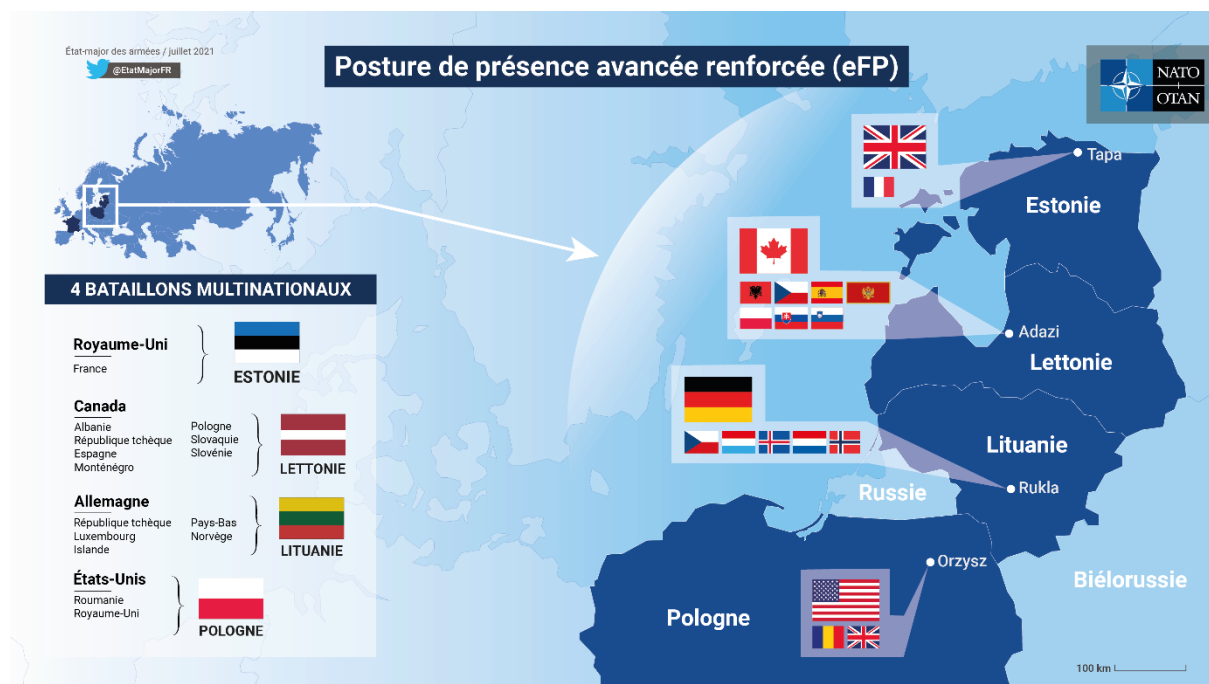 État-major des armées / juillet 2021
@EtatMajorFR
Posture de présence avancée renforcée (eFP)
NATO
OTAN
4 BATAILLONS MULTINATIONAUX
Royaume-Uni
France
ESTONIE
Canada
Albanie
République tchèque
Espagne
Monténégro
Pologne
Slovaquie
Slovénie
LETTONIE
Allemagne
République tchèque
Luxembourg
Islande
Pays-Bas
Norvège
LITUANIE
États-Unis
Roumanie
Royaume-Uni
POLOGNE
Tapa
Estonie
Adazi
Lettonie
Lituanie
Rukla
Russie
Orzysz
Biélorussie
Pologne
100 km